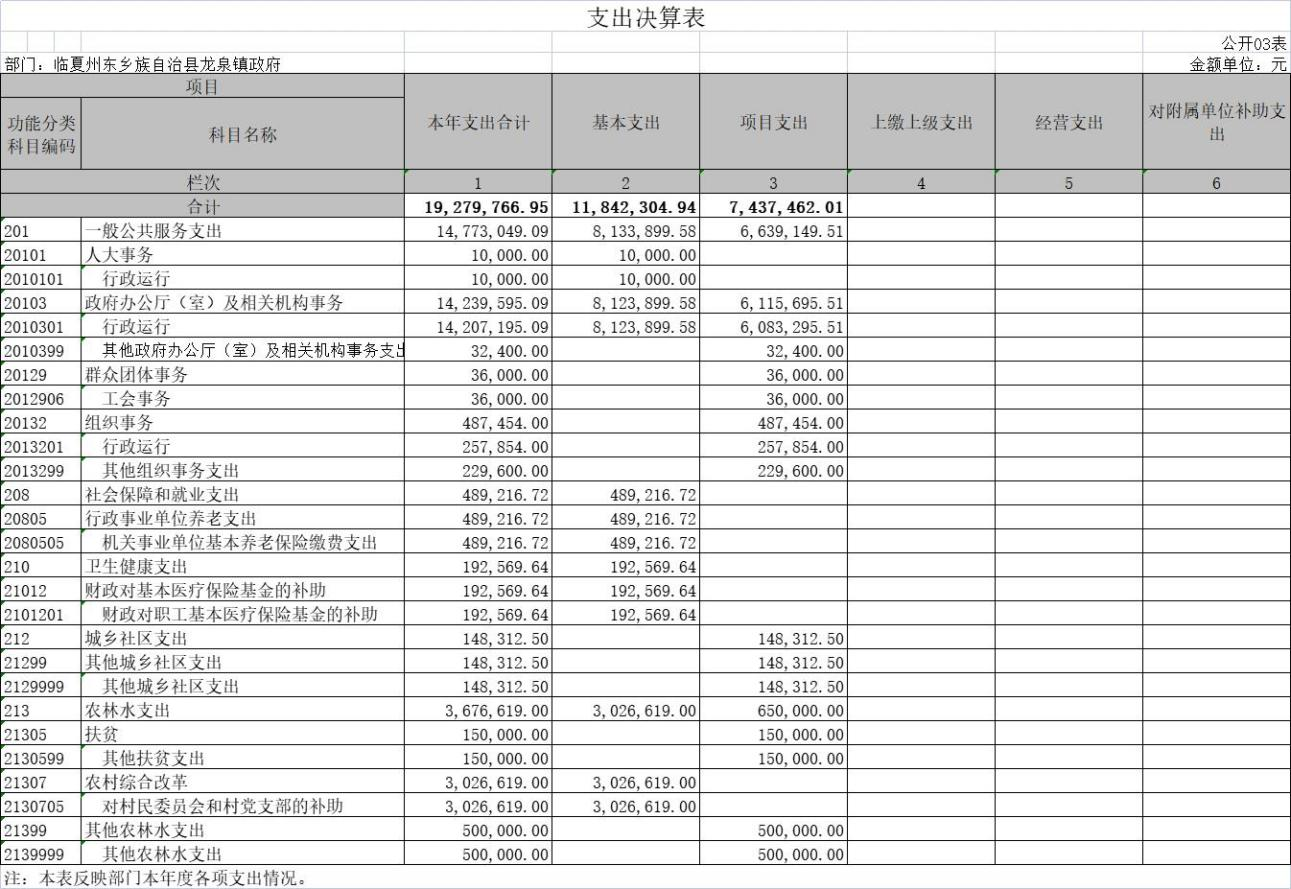 支出决算表
公开03表
部门：临夏州东乡族自治县龙泉镇政府 金额单位：元
项目 本年支出合计 基本支出 项目支出 上缴上级支出 经营支出 对附属单位补助支出
功能分类科目编码 科目名称
栏次 1 2 3 4 5 6
合计 19,279,766.95 11,842,304.94 7,437,462.01
201 一般公共服务支出 14,773,049.09 8,133,899.58 6,639,149.51
20101 人大事务 10,000.00 10,000.00
2010101 行政运行 10,000.00 10,000.00
20103 政府办公厅（室）及相关机构事务 14,239,595.09 8,123,899.58 6,115,695.51
2010301 行政运行 14,207,195.09 8,123,899.58 6,083,295.51
2010399 其他政府办公厅（室）及相关机构事务支出 32,400.00 32,400.00
20129 群众团体事务 36,000.00 36,000.00
2012906 工会事务 36,000.00 36,000.00
20132 组织事务 487,454.00 487,454.00
2013201 行政运行 257,854.00 257,854.00
2013299 其他组织事务支出 229,600.00 229,600.00
208 社会保障和就业支出 489,216.72 489,216.72
20805 行政事业单位养老支出 489,216.72 489,216.72
2080505 机关事业单位基本养老保险缴费支出 489,216.72 489,216.72
210 卫生健康支出 192,569.64 192,569.64
21012 财政对基本医疗保险基金的补助 192,569.64 192,569.64
2101201 财政对职工基本医疗保险基金的补助 192,569.64 192,569.64
212 城乡社区支出 148,312.50 148,312.50
21299 其他城乡社区支出 148,312.50 148,312.50
2129999 其他城乡社区支出 148,312.50 148,312.50
213 农林水支出 3,676,619.00 3,026,619.00 650,000.00
21305 扶贫 150,000.00 150,000.00
2130599 其他扶贫支出 150,000.00 150,000.00
21307 农村综合改革 3,026,619.00 3,026,619.00
2130705 对村民委员会和村党支部的补助 3,026,619.00 3,026,619.00
21399 其他农林水支出 500,000.00 500,000.00
2139999 其他农林水支出 500,000.00 500,000.00
注：本表反映部门本年度各项支出情况。